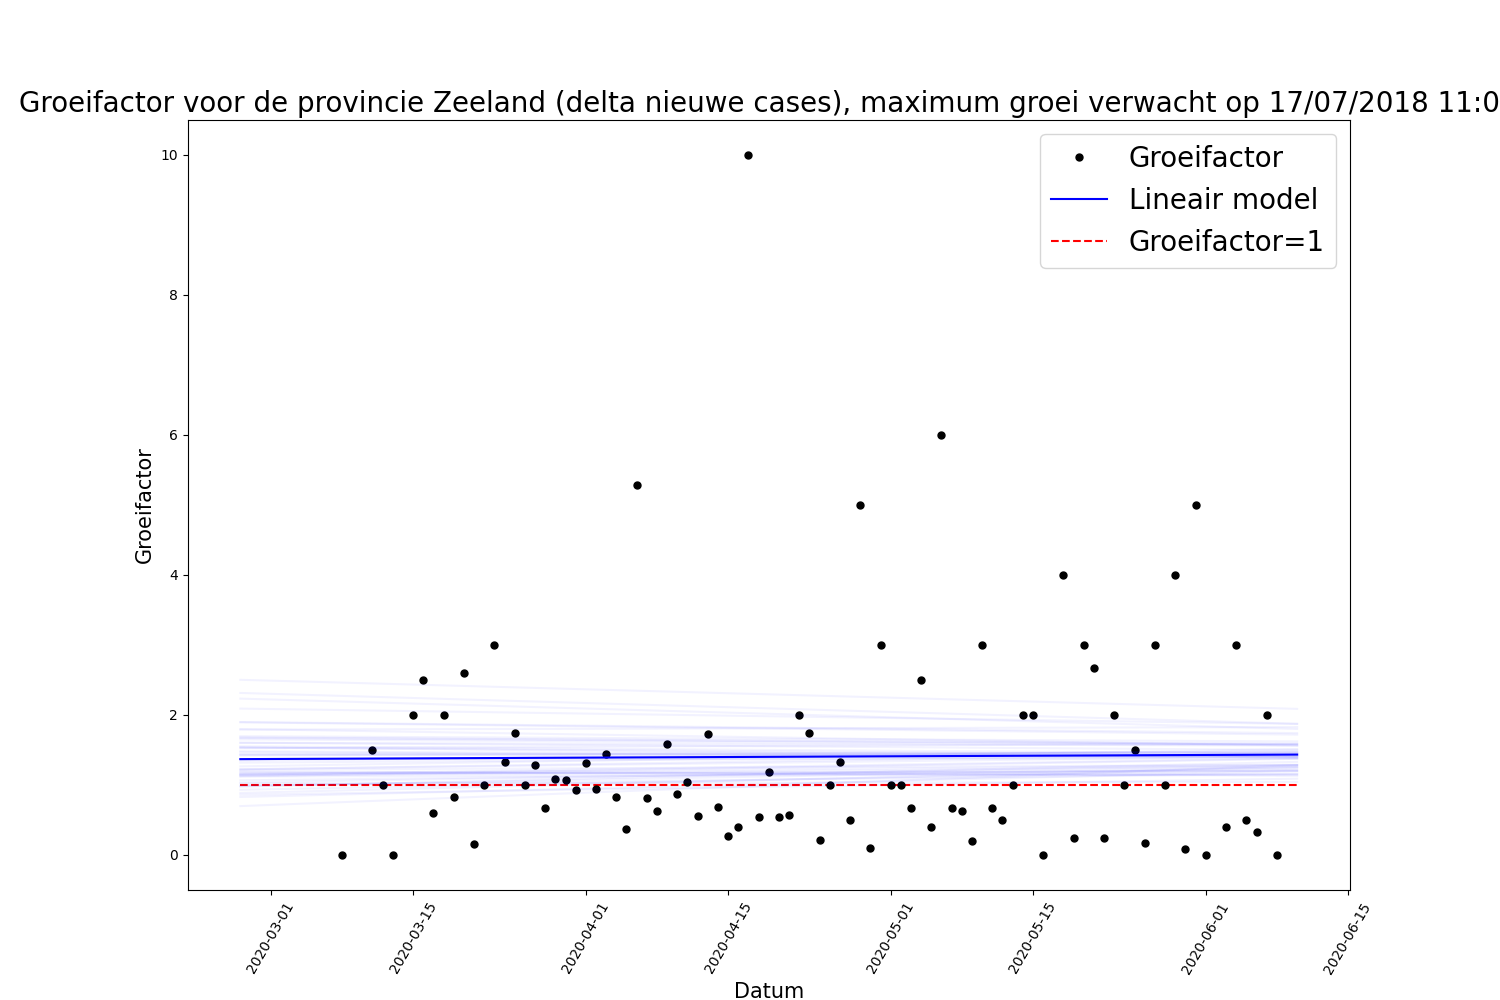 Groeifactor voor de provincie Zeeland (delta nieuwe cases), maximum groei verwacht op 17/07/2018 11:0
Groeifactor
Lineair model
Groeifactor=1
10
8
6
4
2
0
Groeifactor
2020-03-01
2020-03-15
2020-04-01
2020-04-15
2020-05-01
2020-05-15
2020-06-01
2020-06-15
Datum